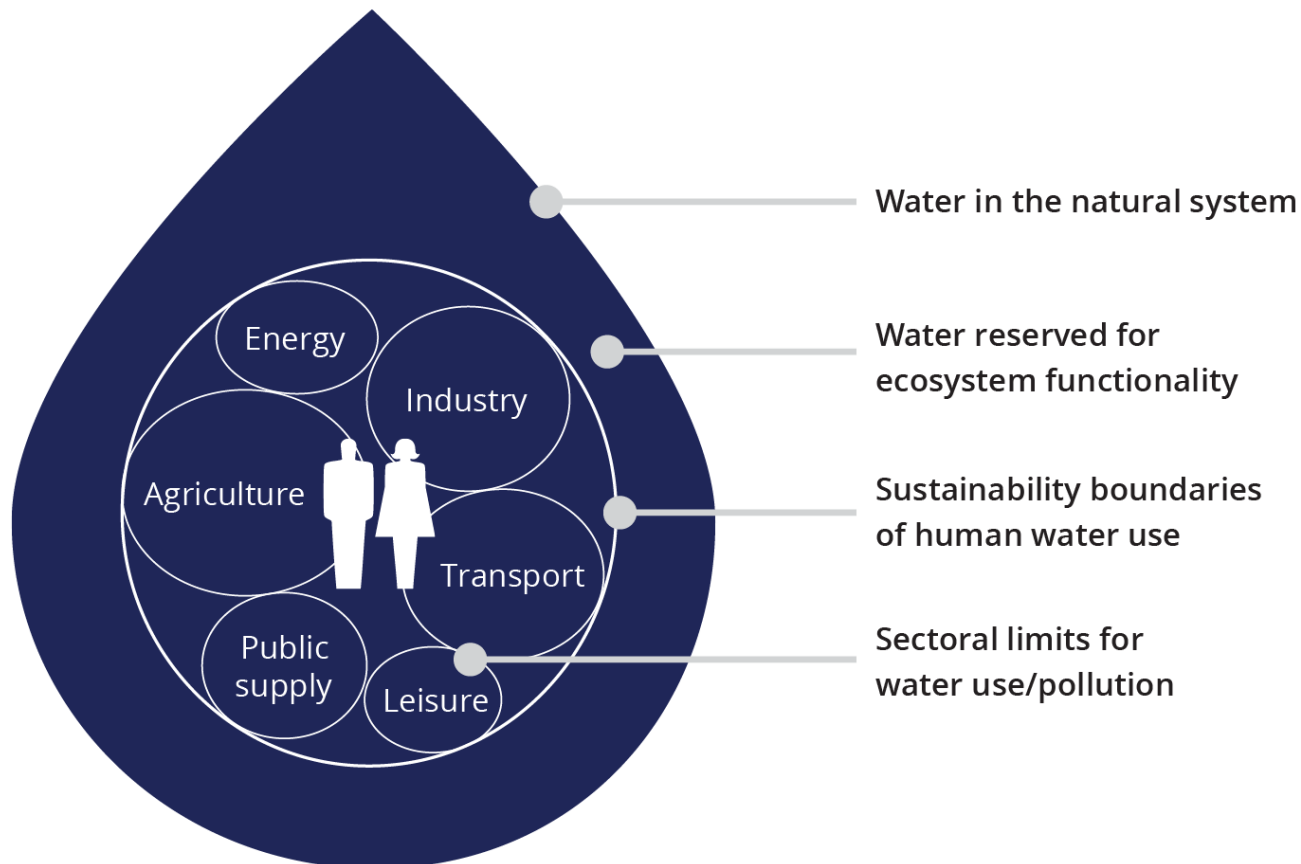 Energy
Industry
Agriculture
Transport
Public
supply
Leisure
Water in the natural system
Water reserved for
ecosystem functionality
Sustainability boundaries
of human water use
Sectoral limits for
water use/pollution